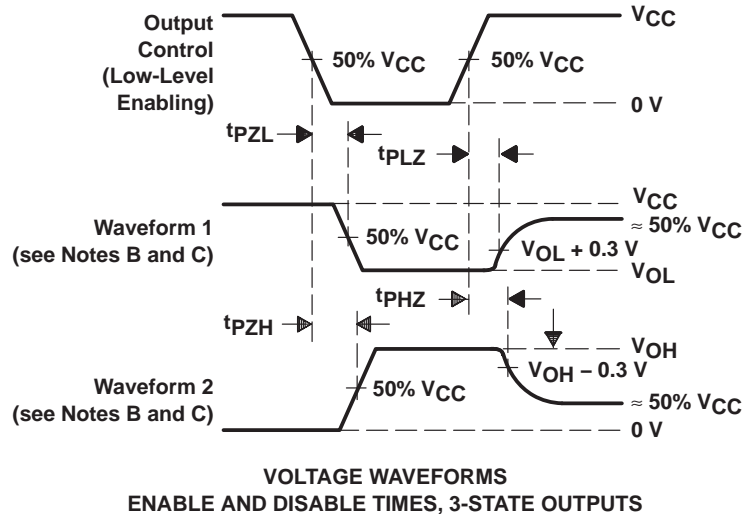 Output
Control
(Low-Level
Enabling)
50% VCC
50% VCC
VCC
0 V
tPZL
tPLZ
Waveform 1
(see Notes B and C)
50% VCC
VCC
≈ 50% VCC
VOL + 0.3 V
VOL
tPZH
tPHZ
Waveform 2
(see Notes B and C)
50% VCC
VOH
VOH – 0.3 V
≈ 50% VCC
0 V
VOLTAGE WAVEFORMS
ENABLE AND DISABLE TIMES, 3-STATE OUTPUTS